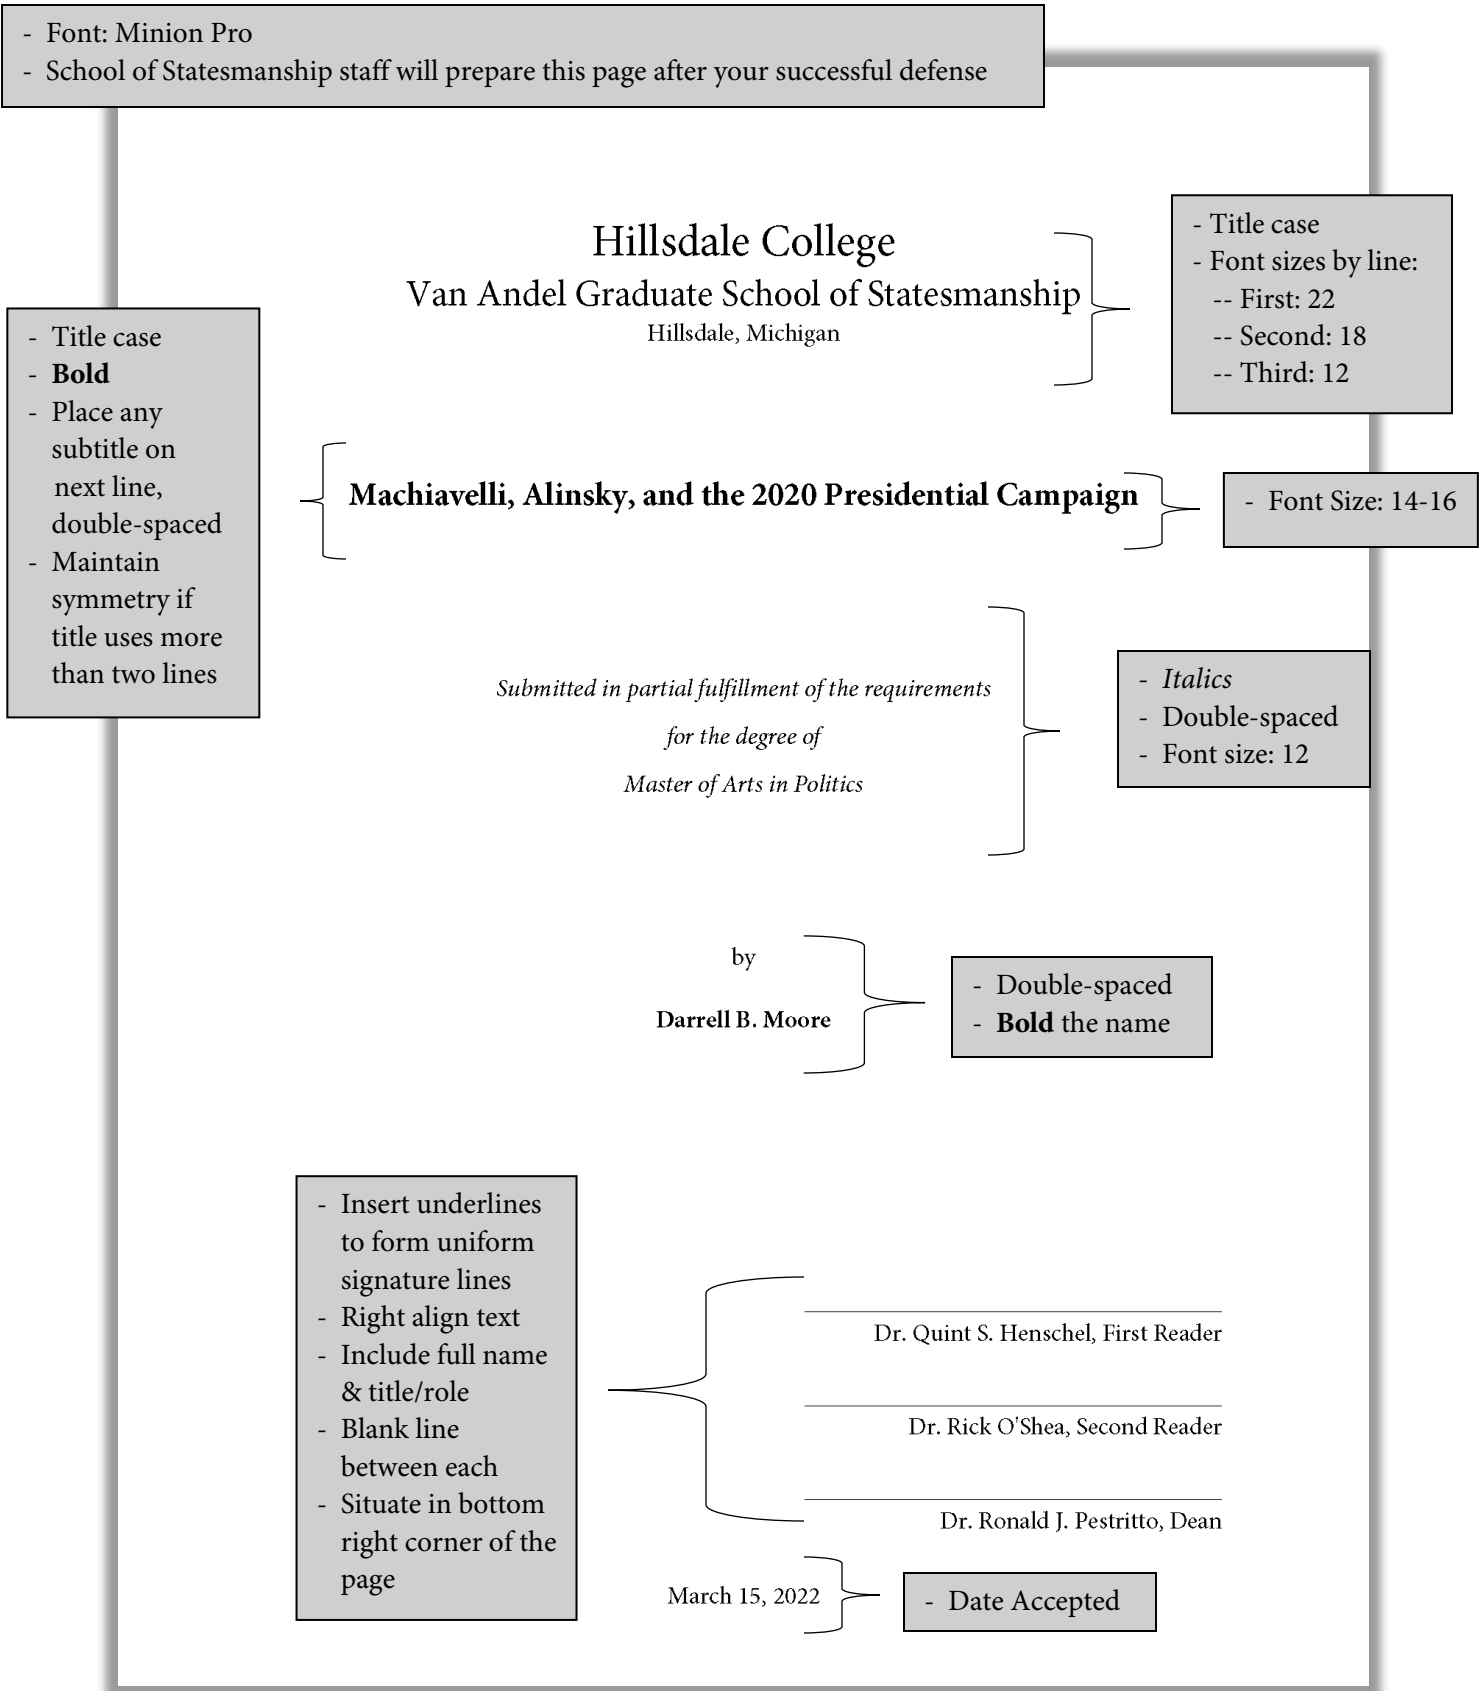 - Font: Minion Pro
- School of Statesmanship staff will prepare this page after your successful defense
Hillsdale College
Van Andel Graduate School of Statesmanship
Hillsdale, Michigan
- Title case
- Font sizes by line:
-- First: 22
-- Second: 18
-- Third: 12
- Title case
- Bold
- Place any
subtitle on
next line,
double-spaced
- Maintain
symmetry if
title uses more
than two lines
Machiavelli, Alinsky, and the 2020 Presidential Campaign
- Font Size: 14-16
Submitted in partial fulfillment of the requirements
for the degree of
Master of Arts in Politics
- Italics
- Double-spaced
- Font size: 12
by
Darrell B. Moore
- Double-spaced
- Bold the name
- Insert underlines
to form uniform
signature lines
- Right align text
- Include full name
& title/role
- Blank line
between each
- Situate in bottom
right corner of the
page
Dr. Quint S. Henschel, First Reader
Dr. Rick O'Shea, Second Reader
Dr. Ronald J. Pestritto, Dean
March 15, 2022
- Date Accepted